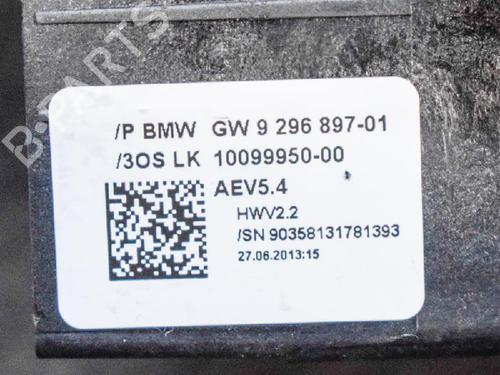 B-PARTS
/P BMW GW 9 296 897-01
/3OS LK 10099950-00
AEV5.4
HWV2.2
/SN 90358131781393
27.06.2013:15